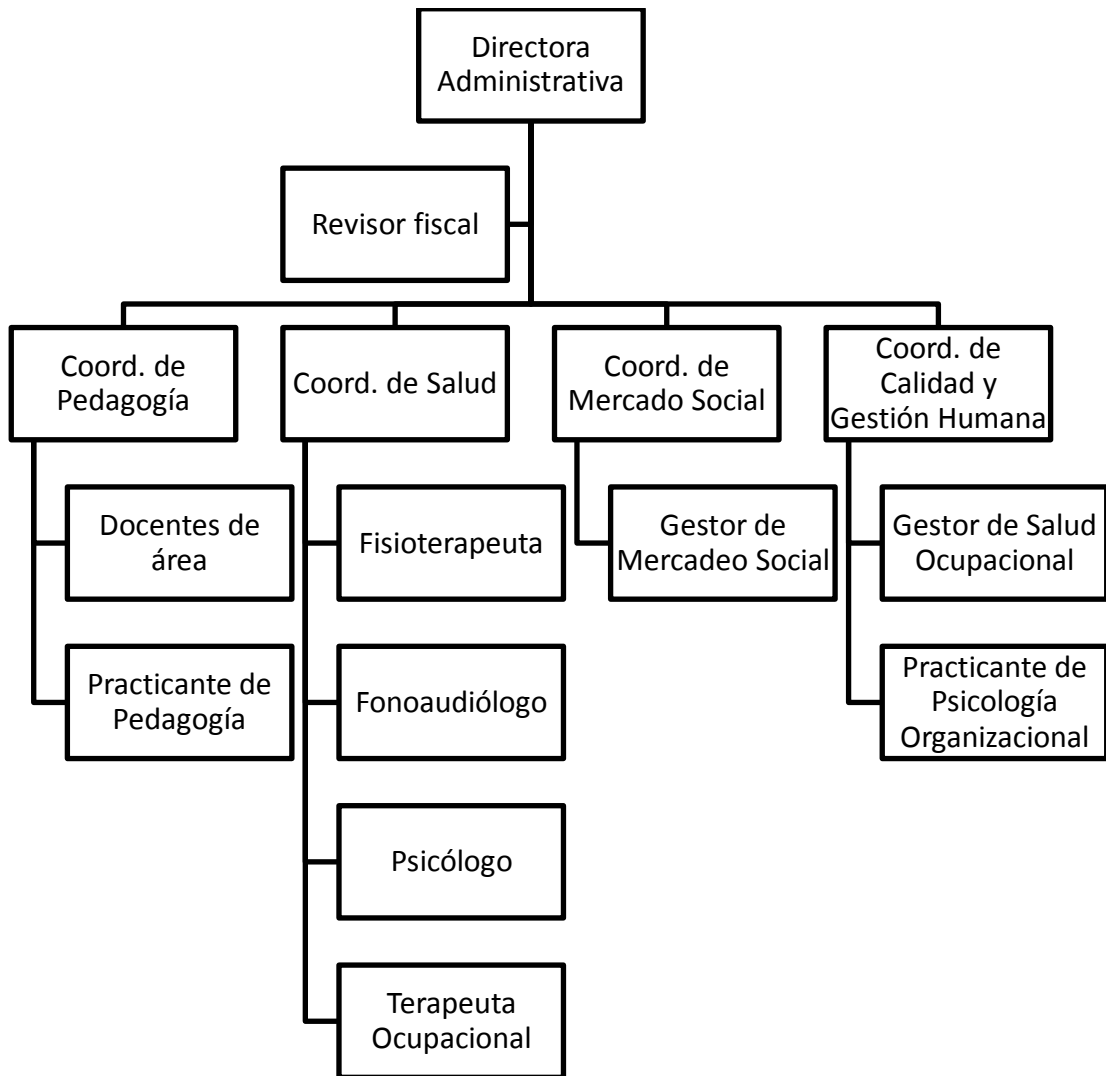 Directora
Administrativa
Revisor fiscal
Coord. de
Pedagogía
Coord. de Salud
Coord. de
Mercado Social
Coord. de
Calidad y
Gestión Humana
Docentes de
área
Fisioterapeuta
Gestor de
Mercadeo Social
Gestor de Salud
Ocupacional
Practicante de
Pedagogía
Fonoaudiólogo
Practicante de
Psicología
Organizacional
Psicólogo
Terapeuta
Ocupacional